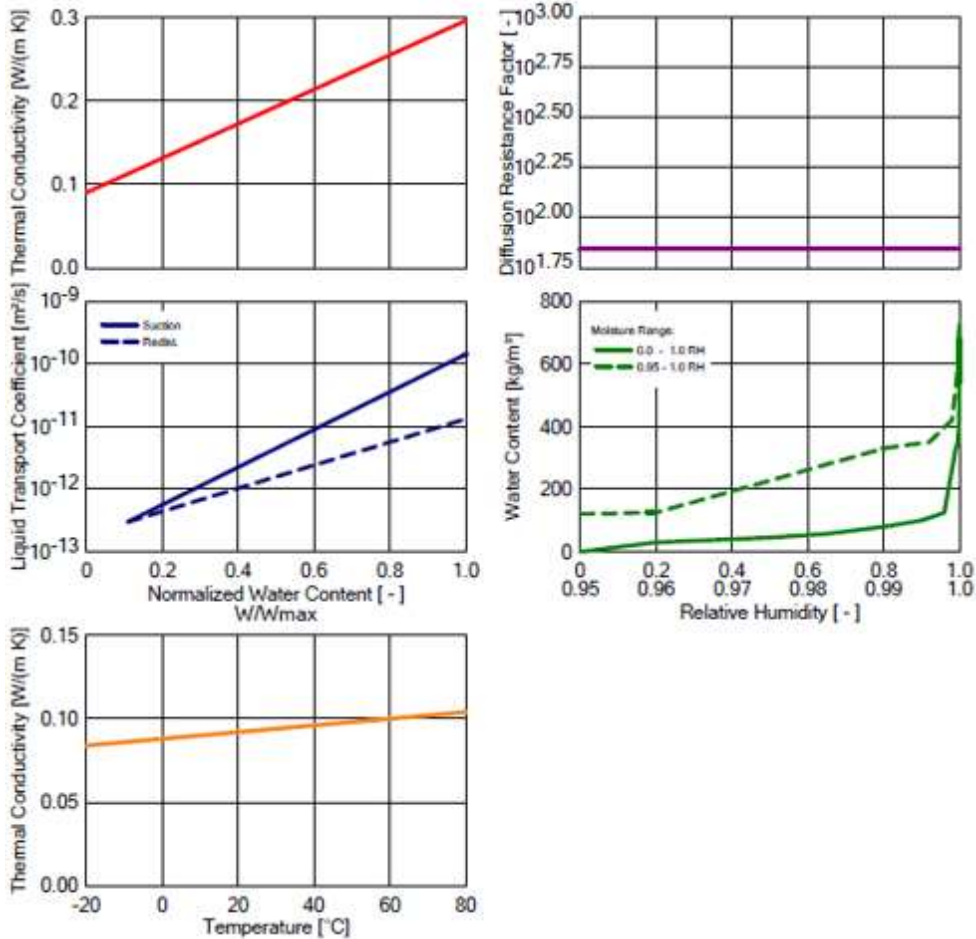 Thermal Conductivity [W/(m K)]
0.3
0.2
0.1
0.0
Diffusion Resistance Factor [ - ]
10^3.00
10^2.75
10^2.50
10^2.25
10^2.00
10^1.75
Liquid Transport Coefficient [m²/s]
10^-9
10^-10
10^-11
10^-12
10^-13
Suction
Redist.
0 0.2 0.4 0.6 0.8 1.0
Normalized Water Content [ - ]
W/Wmax
Water Content [kg/m³]
800
600
400
200
0
Moisture Range:
0.0 - 1.0 RH
0.95 - 1.0 RH
0 0.2 0.4 0.6 0.8 1.0
0.95 0.96 0.97 0.98 0.99 1.0
Relative Humidity [ - ]
Thermal Conductivity [W/(m K)]
0.15
0.10
0.05
0.00
-20 0 20 40 60 80
Temperature [°C]